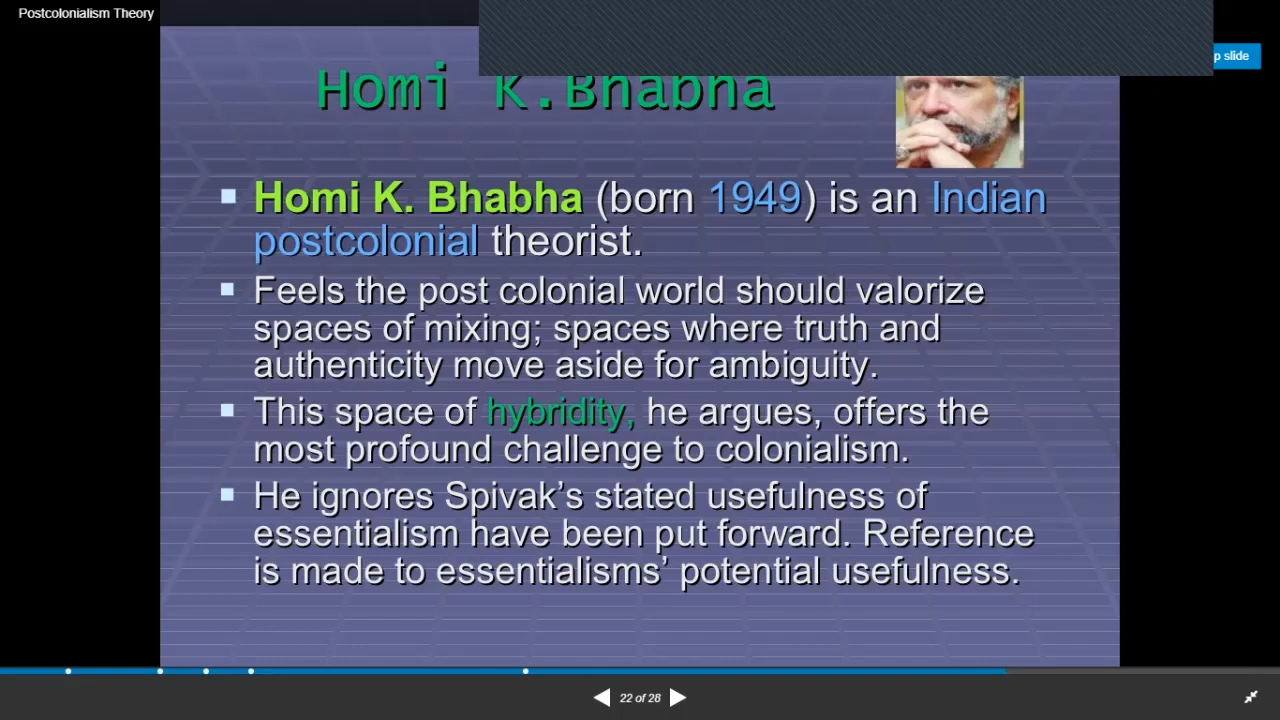 Postcolonialism Theory
p slide
Homi K.Bhabha
Homi K. Bhabha (born 1949) is an Indian
postcolonial theorist.
Feels the post colonial world should valorize
spaces of mixing; spaces where truth and
authenticity move aside for ambiguity.
This space of hybridity, he argues, offers the
most profound challenge to colonialism.
He ignores Spivak’s stated usefulness of
essentialism have been put forward. Reference
is made to essentialisms’ potential usefulness.
22 of 28